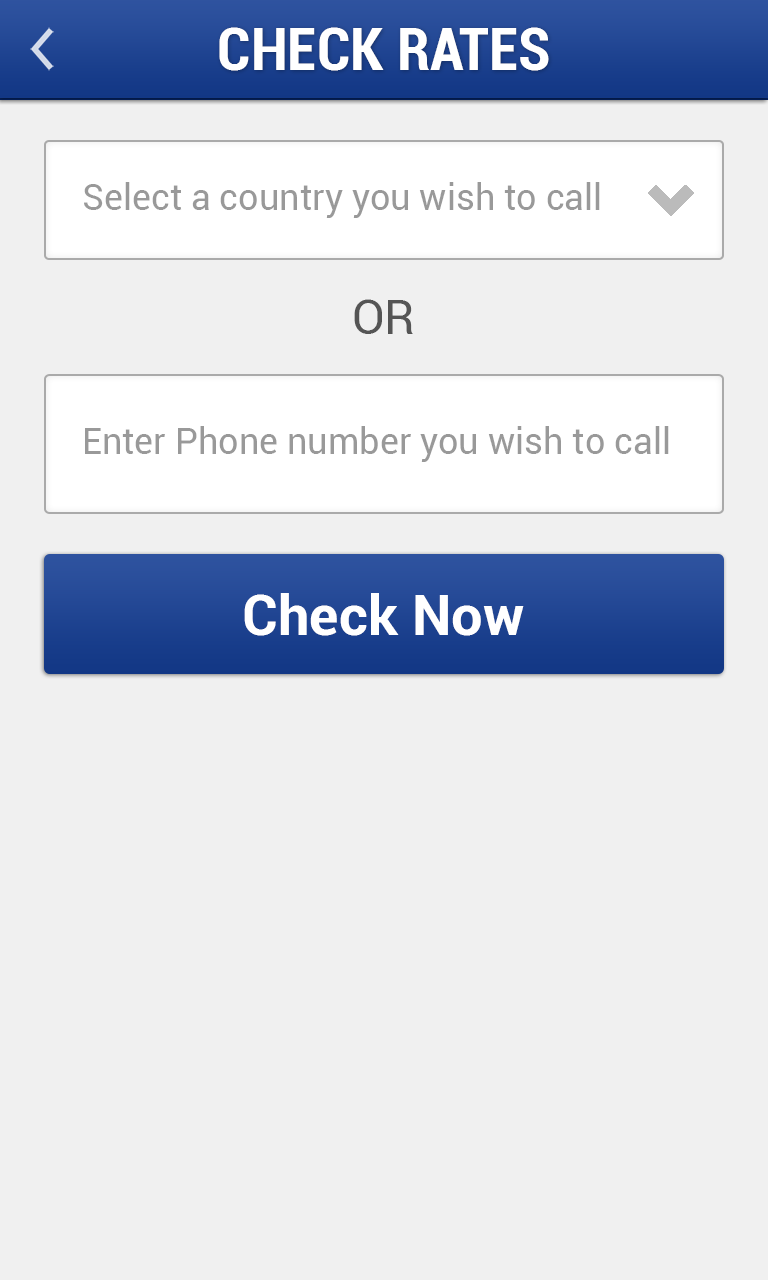 CHECK RATES
Select a country you wish to call
OR
Enter Phone number you wish to call
Check Now